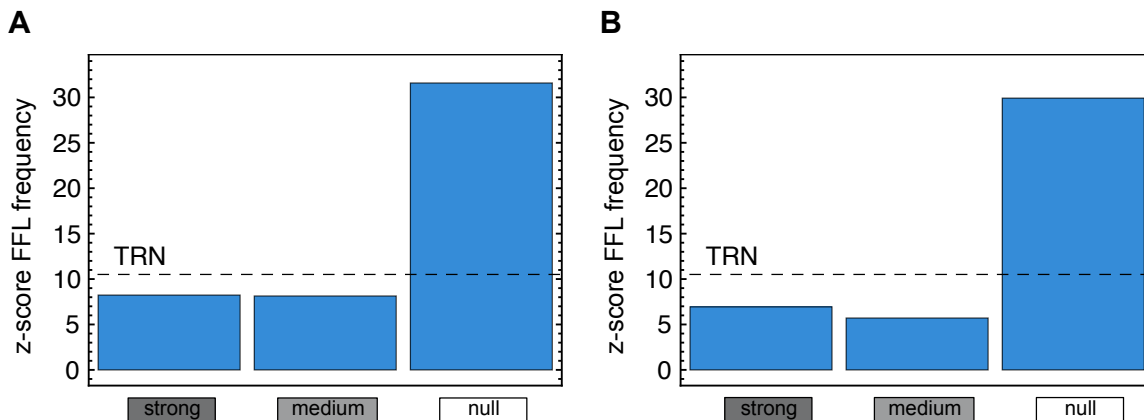 A
z-score FFL frequency
30
25
20
15
10
5
0
TRN
strong
medium
null
B
z-score FFL frequency
30
25
20
15
10
5
0
TRN
strong
medium
null